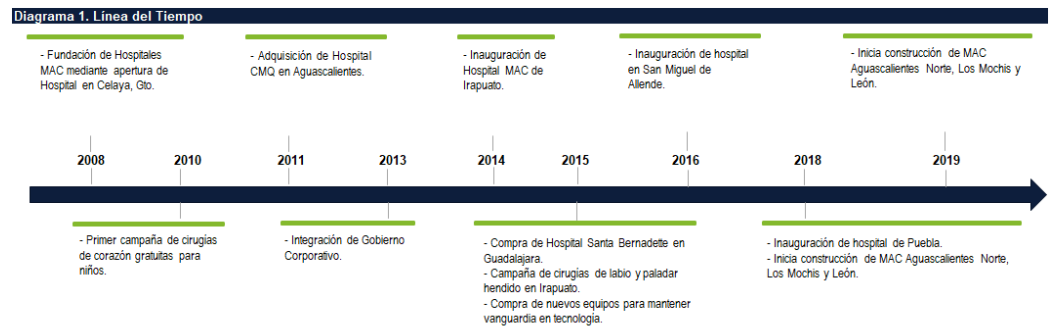 Diagrama 1. Línea del Tiempo
- Fundación de Hospitales
MAC mediante apertura de
Hospital en Celaya, Gto.
- Adquisición de Hospital
CMQ en Aguascalientes.
- Inauguración de
Hospital MAC de
Irapuato.
- Inauguración de hospital
en San Miguel de
Allende.
- Inicia construcción de MAC
Aguascalientes Norte, Los Mochis y
León.
2008 2010 2011 2013 2014 2015 2016 2018 2019
- Primer campaña de cirugías
de corazón gratuitas para
niños.
- Integración de Gobierno
Corporativo.
- Compra de Hospital Santa Bernadette en
Guadalajara.
- Campaña de cirugías de labio y paladar
hendido en Irapuato.
- Compra de nuevos equipos para mantener
vanguardia en tecnología.
- Inauguración de hospital de Puebla.
- Inicia construcción de MAC Aguascalientes Norte,
Los Mochis y León.